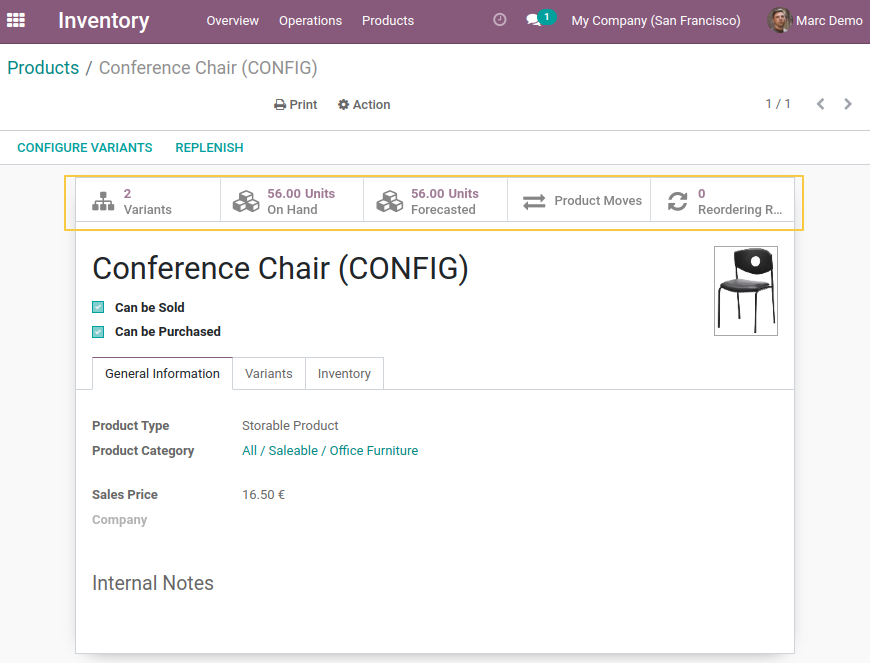 Inventory Overview Operations Products 1 My Company (San Francisco) Marc Demo
Products / Conference Chair (CONFIG)
Print Action 1 / 1
CONFIGURE VARIANTS REPLENISH
2 Variants
56.00 Units On Hand
56.00 Units Forecasted
Product Moves
0 Reordering R...
Conference Chair (CONFIG)
Can be Sold
Can be Purchased
General Information Variants Inventory
Product Type Storable Product
Product Category All / Saleable / Office Furniture
Sales Price 16.50 €
Company
Internal Notes